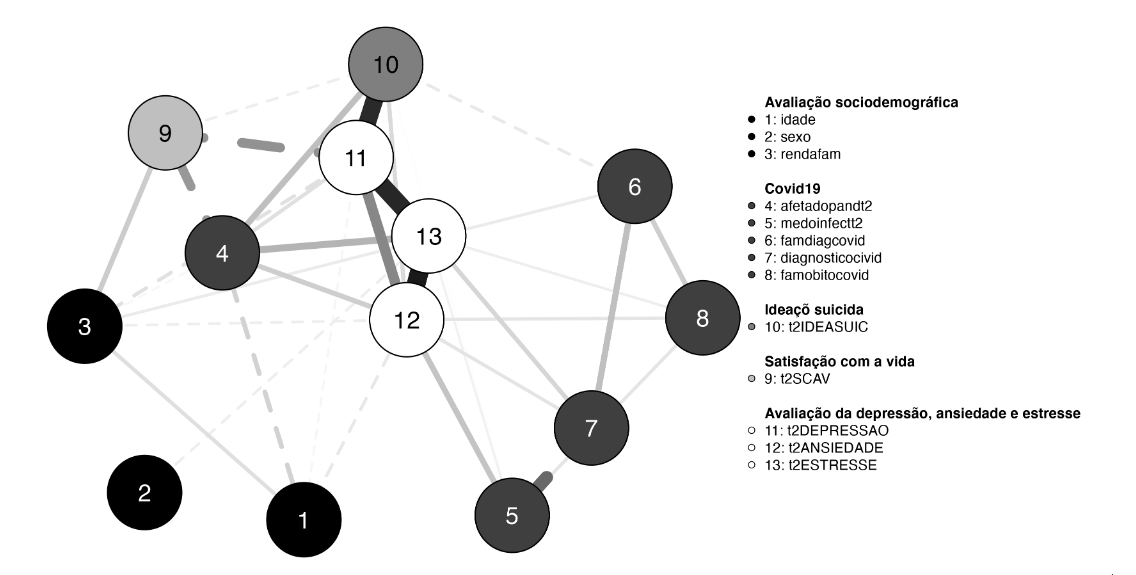 10
9
11
6
13
4
12
8
3
7
2
1
5
Avaliação sociodemográfica
1: idade
2: sexo
3: rendafam
Covid19
4: afetadopandt2
5: medoinfectt2
6: famdiagcovid
7: diagnosticocivid
8: famobitocovid
Ideaçõ suicida
10: t2IDEASUIC
Satisfação com a vida
9: t2SCAV
Avaliação da depressão, ansiedade e estresse
11: t2DEPRESSAO
12: t2ANSIEDADE
13: t2ESTRESSE